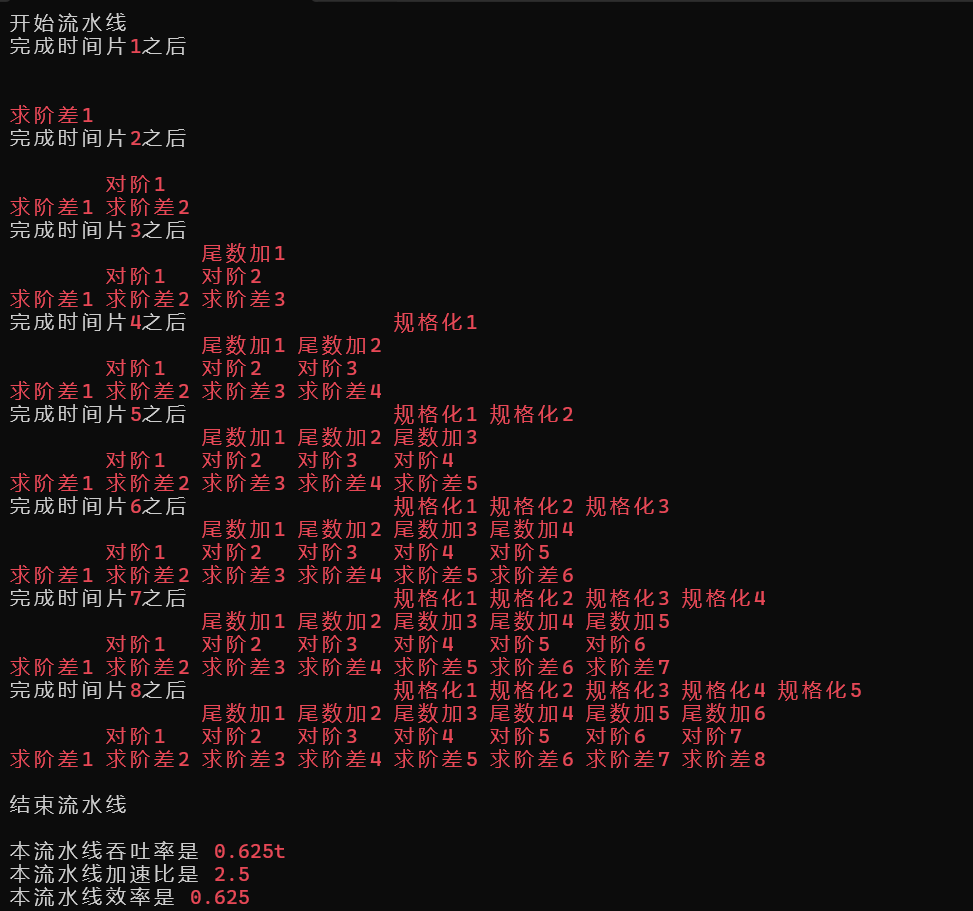 开始流水线
完成时间片1之后
求阶差1
完成时间片2之后
对阶1
求阶差1 求阶差2
完成时间片3之后
尾数加1
对阶1 对阶2
求阶差1 求阶差2 求阶差3
完成时间片4之后 规格化1
尾数加1 尾数加2
对阶1 对阶2 对阶3
求阶差1 求阶差2 求阶差3 求阶差4
完成时间片5之后 规格化1 规格化2
尾数加1 尾数加2 尾数加3
对阶1 对阶2 对阶3 对阶4
求阶差1 求阶差2 求阶差3 求阶差4 求阶差5
完成时间片6之后 规格化1 规格化2 规格化3
尾数加1 尾数加2 尾数加3 尾数加4
对阶1 对阶2 对阶3 对阶4 对阶5
求阶差1 求阶差2 求阶差3 求阶差4 求阶差5 求阶差6
完成时间片7之后 规格化1 规格化2 规格化3 规格化4
尾数加1 尾数加2 尾数加3 尾数加4 尾数加5
对阶1 对阶2 对阶3 对阶4 对阶5 对阶6
求阶差1 求阶差2 求阶差3 求阶差4 求阶差5 求阶差6 求阶差7
完成时间片8之后 规格化1 规格化2 规格化3 规格化4 规格化5
尾数加1 尾数加2 尾数加3 尾数加4 尾数加5 尾数加6
对阶1 对阶2 对阶3 对阶4 对阶5 对阶6 对阶7
求阶差1 求阶差2 求阶差3 求阶差4 求阶差5 求阶差6 求阶差7 求阶差8
结束流水线
本流水线吞吐率是 0.625t
本流水线加速比是 2.5
本流水线效率是 0.625